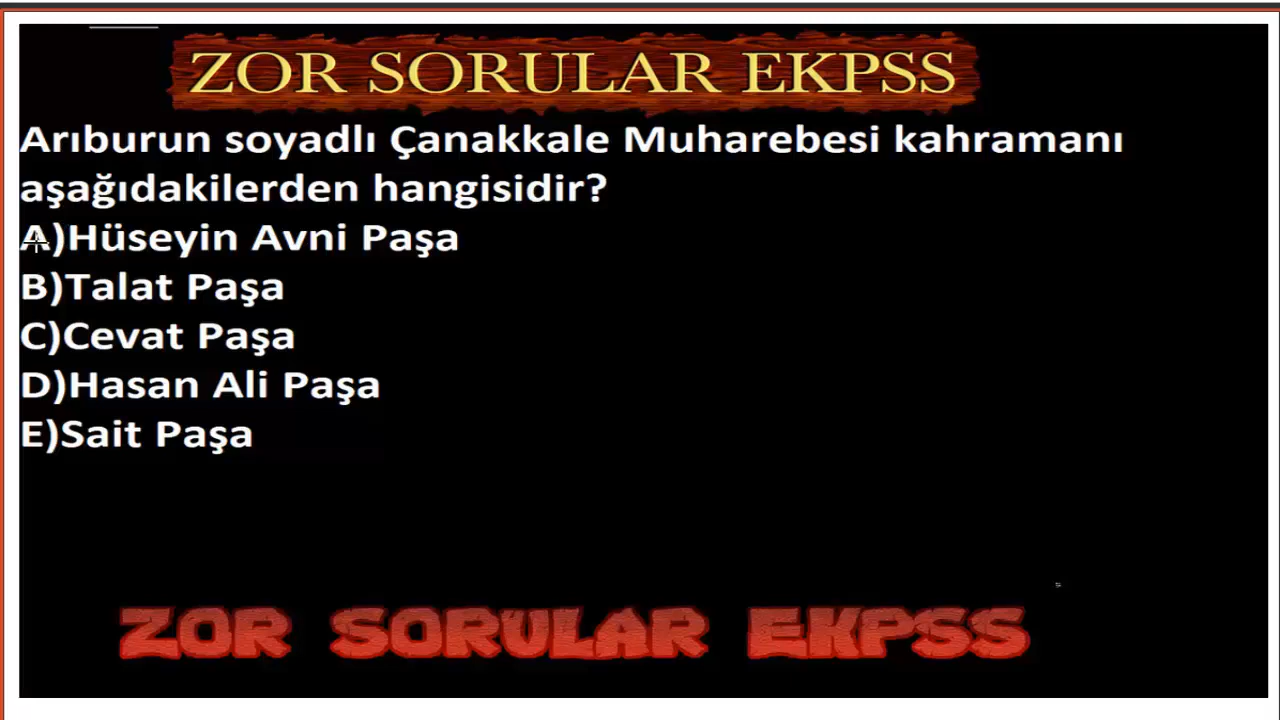 ZOR SORULAR EKPSS
Arıburun soyadlı Çanakkale Muharebesi kahramanı
aşağıdakilerden hangisidir?
A)Hüseyin Avni Paşa
B)Talat Paşa
C)Cevat Paşa
D)Hasan Ali Paşa
E)Sait Paşa
ZOR SORULAR EKPSS